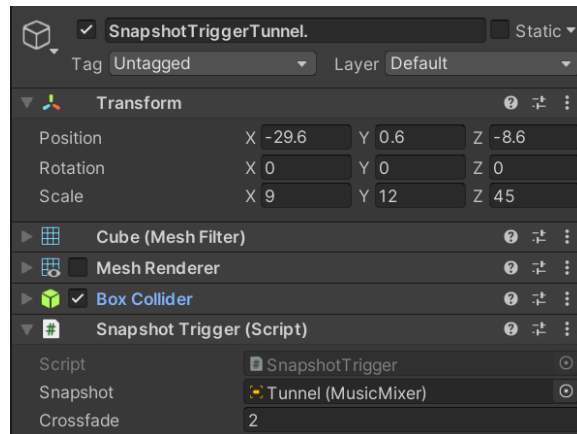 SnapshotTriggerTunnel. Static
Tag Untagged Layer Default
Transform
Position X -29.6 Y 0.6 Z -8.6
Rotation X 0 Y 0 Z 0
Scale X 9 Y 12 Z 45
Cube (Mesh Filter)
Mesh Renderer
Box Collider
# Snapshot Trigger (Script)
Script # SnapshotTrigger
Snapshot Tunnel (MusicMixer)
Crossfade 2